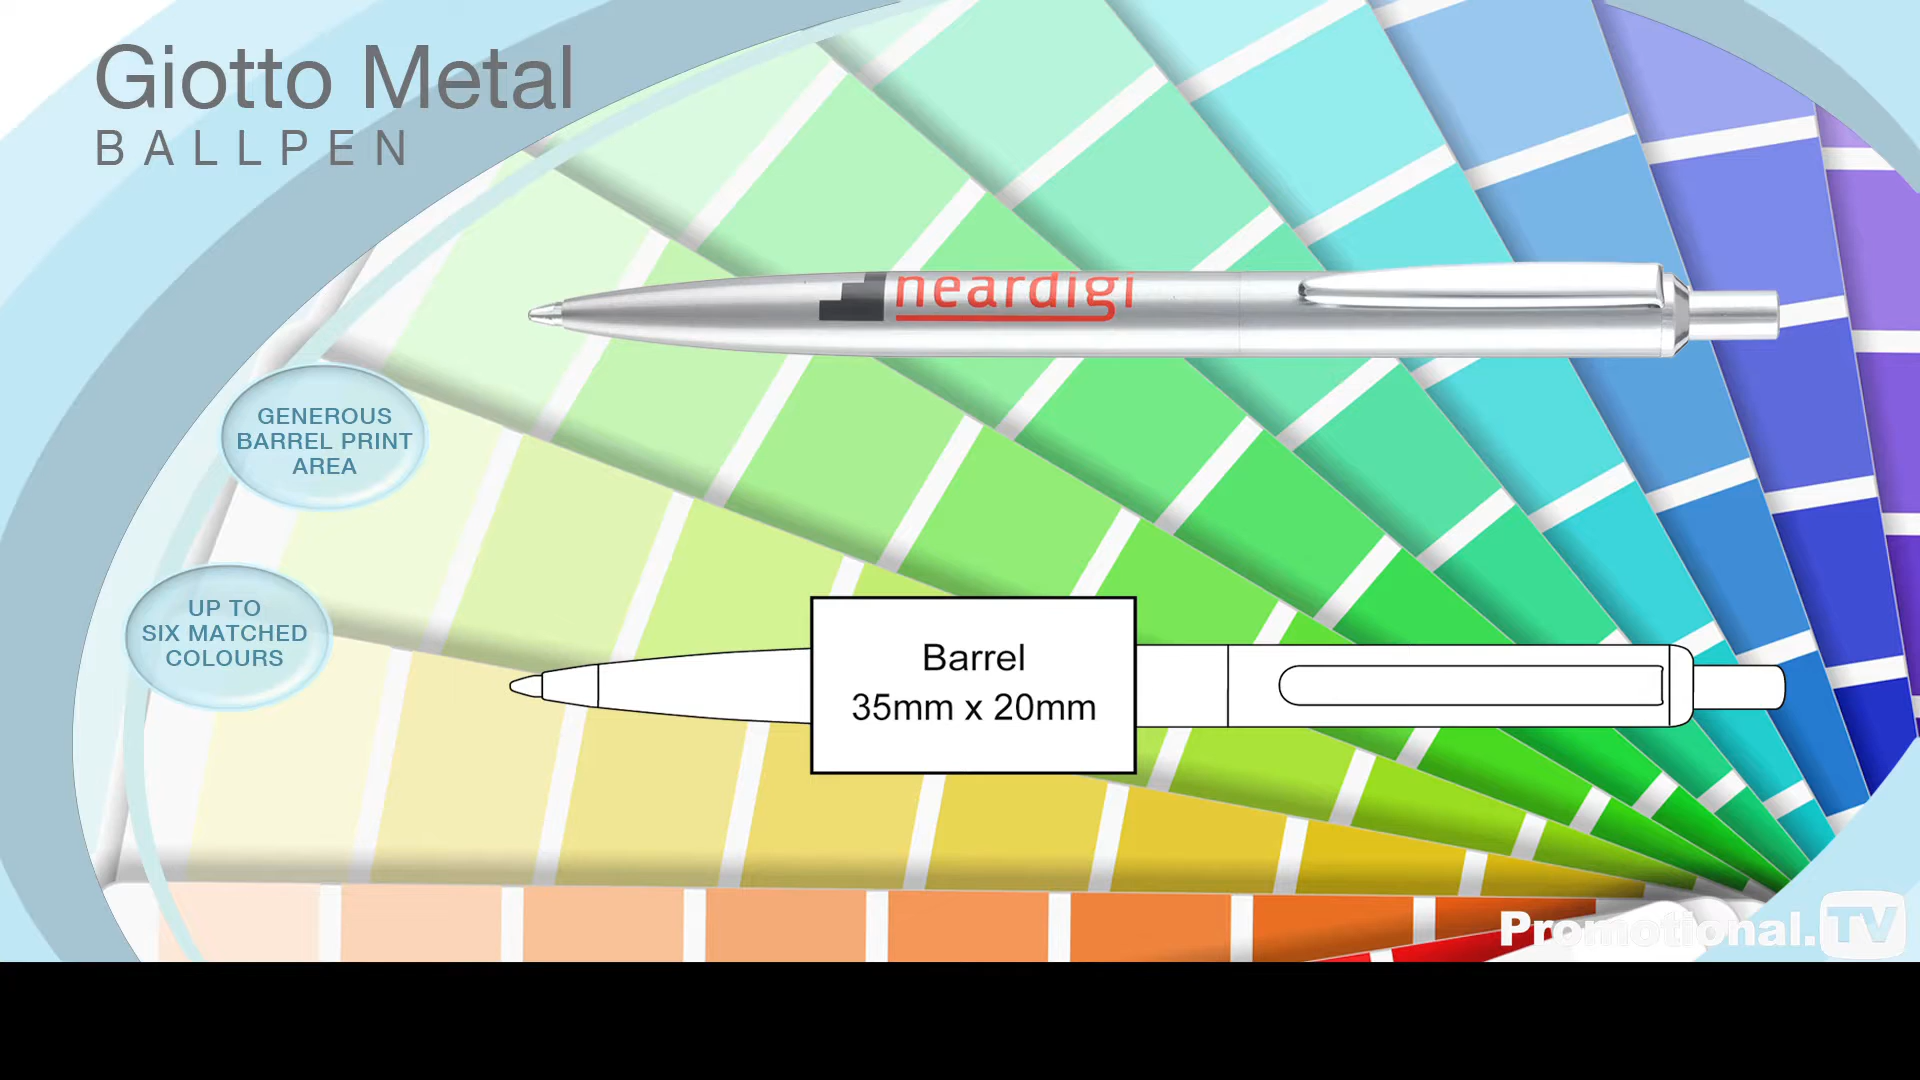 Giotto Metal
BALLPEN
neardigi
GENEROUS
BARREL PRINT
AREA
UP TO
SIX MATCHED
COLOURS
Barrel
35mm x 20mm
Promotional.TV